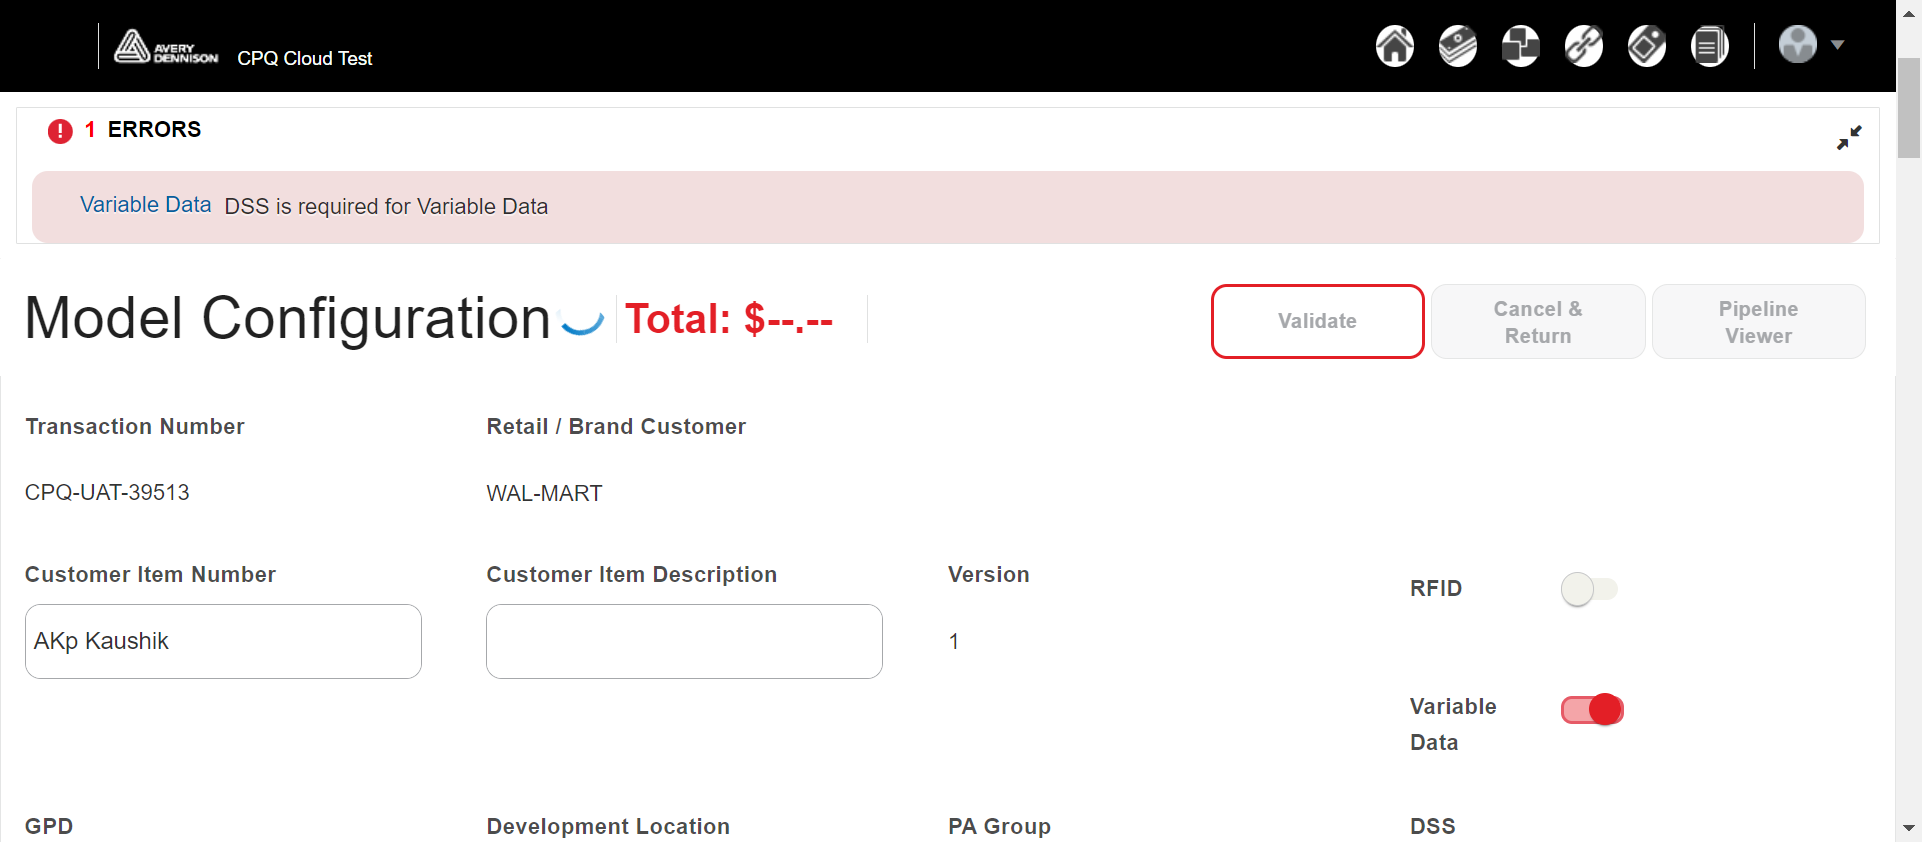 AVERY
DENNISON
CPQ Cloud Test
1 ERRORS
Variable Data DSS is required for Variable Data
Model Configuration
Total: $--.--
Validate
Cancel &
Return
Pipeline
Viewer
Transaction Number
Retail / Brand Customer
CPQ-UAT-39513
WAL-MART
Customer Item Number
Customer Item Description
Version
RFID
AKp Kaushik
1
Variable
Data
GPD
Development Location
PA Group
DSS